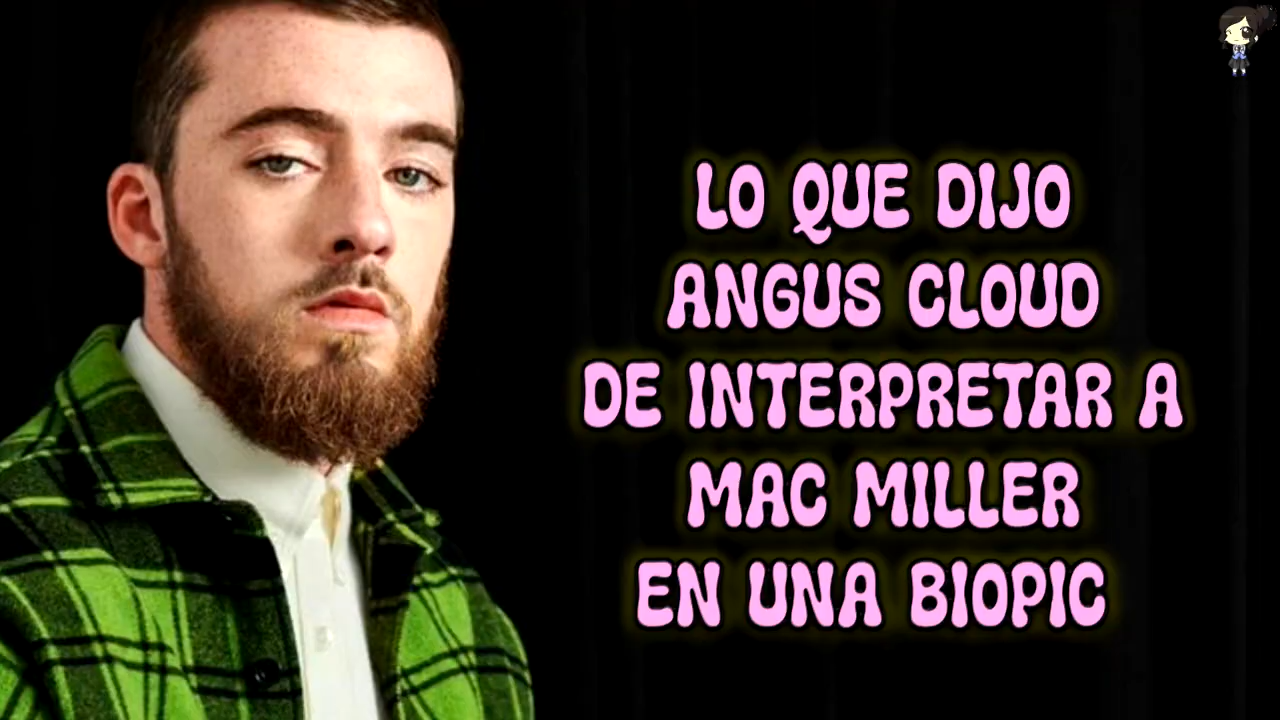 LO QUE DIJO
ANGUS CLOUD
DE INTERPRETAR A
MAC MILLER
EN UNA BIOPIC